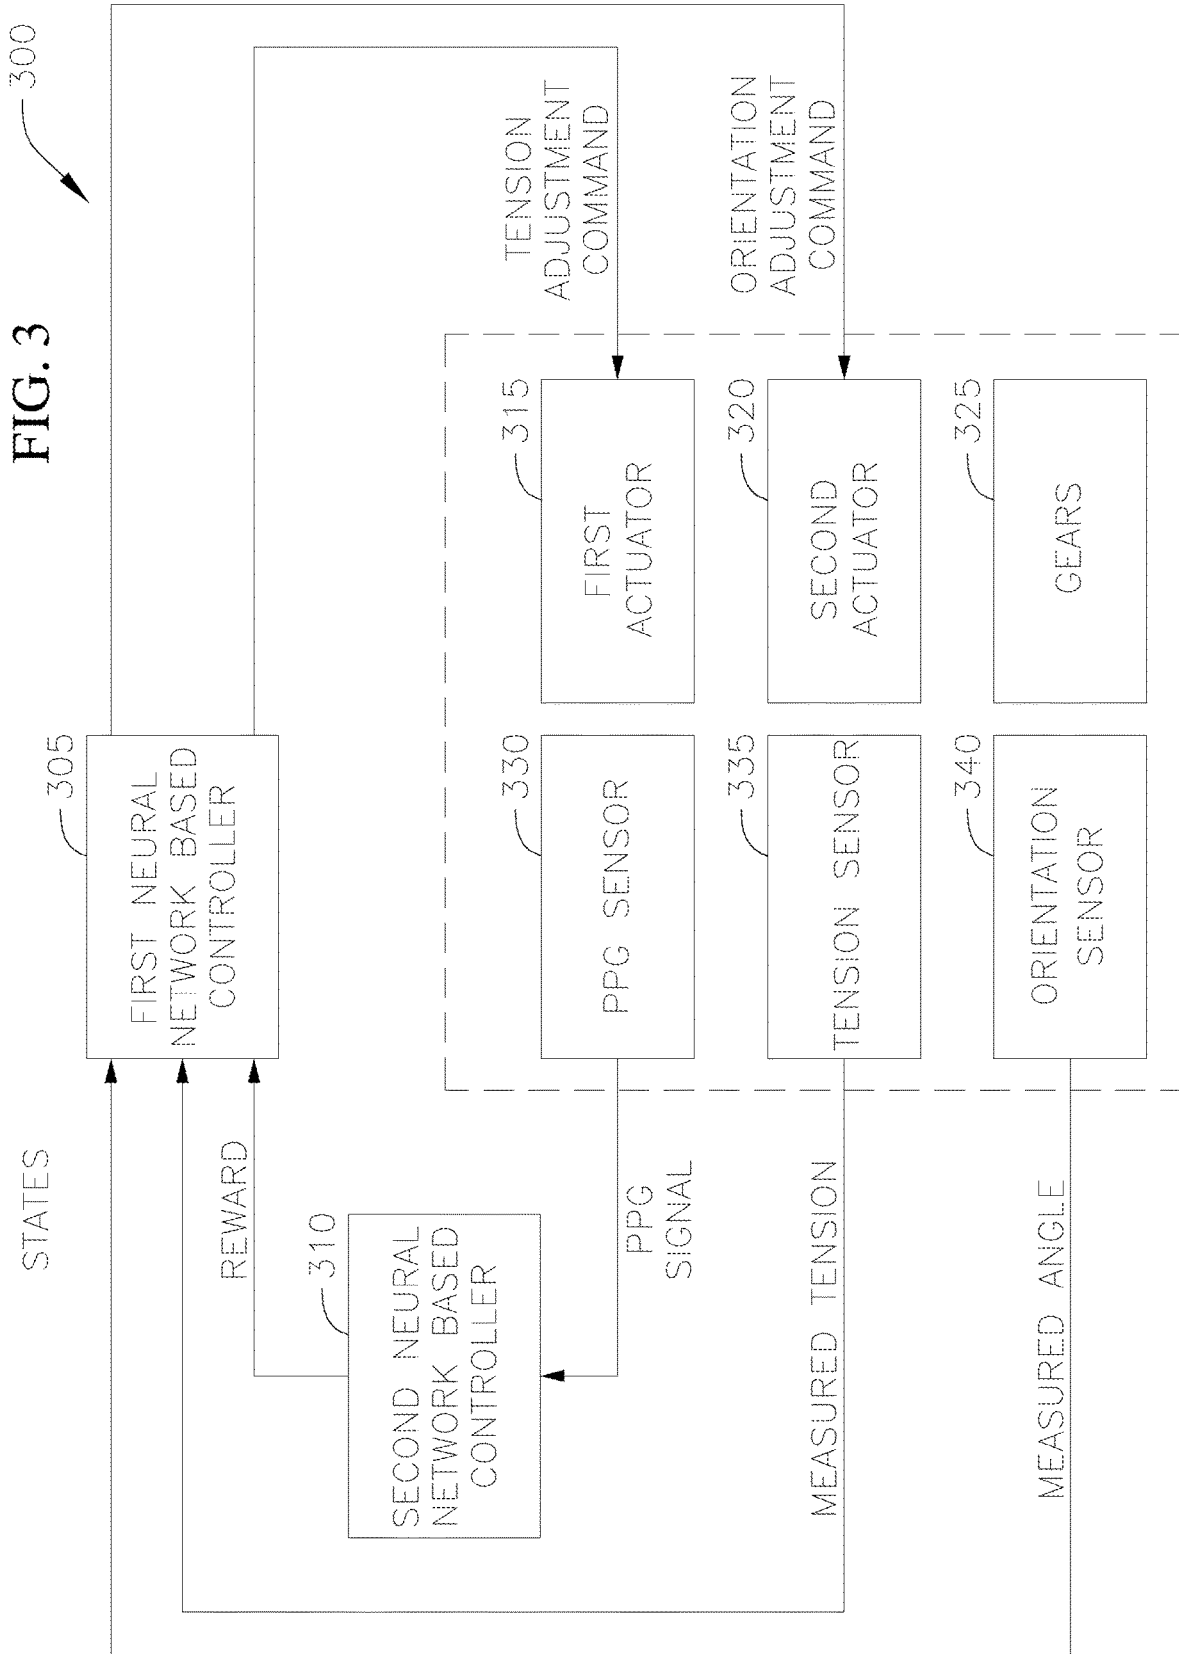 FIG. 3
300
STATES
REWARD
305
FIRST NEURAL
NETWORK BASED
CONTROLLER
310
SECOND NEURAL
NETWORK BASED
CONTROLLER
TENSION
ADJUSTMENT
COMMAND
ORIENTATION
ADJUSTMENT
COMMAND
PPG
SIGNAL
330
PPG SENSOR
315
FIRST
ACTUATOR
MEASURED TENSION
335
TENSION SENSOR
320
SECOND
ACTUATOR
MEASURED ANGLE
340
ORIENTATION
SENSOR
325
GEARS